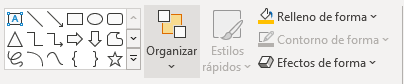 Organizar
Estilos
rápidos
Relleno de forma
Contorno de forma
Efectos de forma